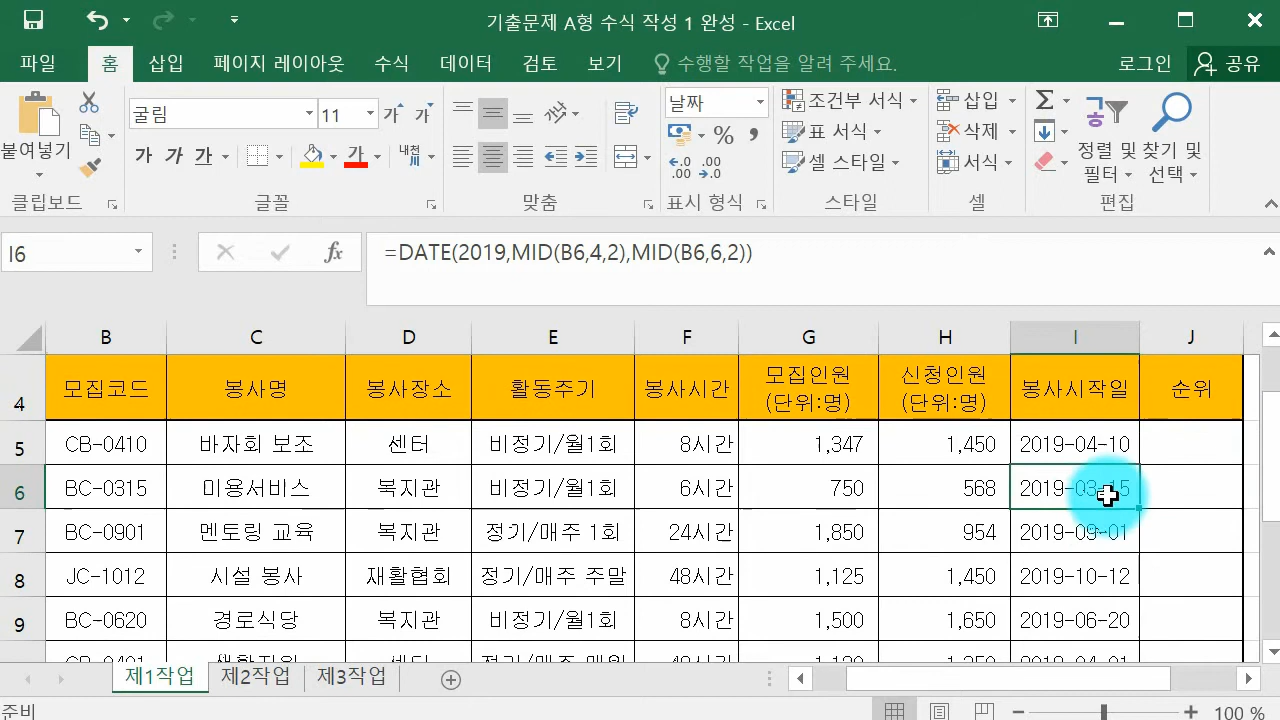 기출문제 A형 수식 작성 1 완성 - Excel
파일 홈 삽입 페이지 레이아웃 수식 데이터 검토 보기 수행할 작업을 알려 주세요. 로그인 공유
붙여넣기
굴림 11
가 가 가 가 내천
날짜
조건부 서식
표 서식
셀 스타일
삽입
삭제
서식
정렬 및 필터
찾기 및 선택
클립보드 글꼴 맞춤 표시 형식 스타일 셀 편집
I6 fx =DATE(2019,MID(B6,4,2),MID(B6,6,2))
B C D E F G H I J
4 모집코드 봉사명 봉사장소 활동주기 봉사시간 모집인원 (단위:명) 신청인원 (단위:명) 봉사시작일 순위
5 CB-0410 바자회 보조 센터 비정기/월1회 8시간 1,347 1,450 2019-04-10
6 BC-0315 미용서비스 복지관 비정기/월1회 6시간 750 568 2019-03-15
7 BC-0901 멘토링 교육 복지관 정기/매주 1회 24시간 1,850 954 2019-09-01
8 JC-1012 시설 봉사 재활협회 정기/매주 주말 48시간 1,125 1,450 2019-10-12
9 BC-0620 경로식당 복지관 비정기/월1회 8시간 1,500 1,650 2019-06-20
제1작업 제2작업 제3작업
준비 100 %